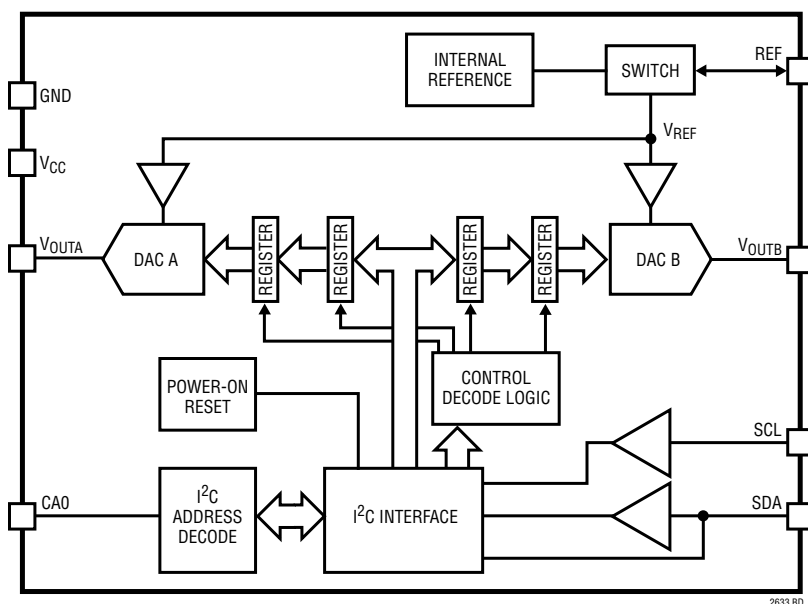 INTERNAL
REFERENCE
SWITCH
REF
GND
VREF
VCC
REGISTER
REGISTER
REGISTER
REGISTER
VOUTA
DAC A
DAC B
VOUTB
POWER-ON
RESET
CONTROL
DECODE LOGIC
SCL
CA0
I2C
ADDRESS
DECODE
I2C INTERFACE
SDA
2633 BD